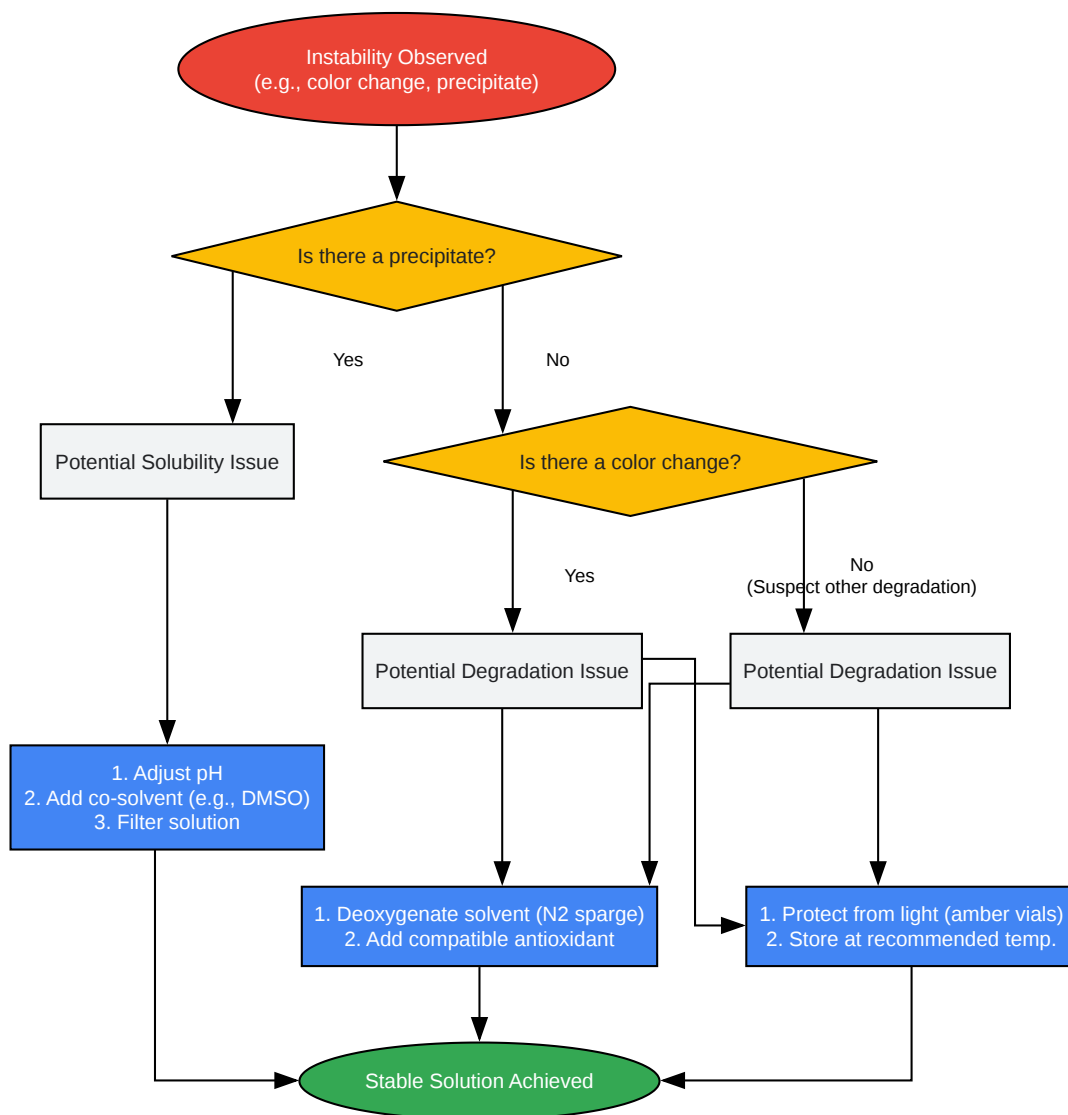 Instability Observed
(e.g., color change, precipitate)
Is there a precipitate?
Yes
No
Potential Solubility Issue
Is there a color change?
Yes
No
(Suspect other degradation)
Potential Degradation Issue
Potential Degradation Issue
1. Adjust pH
2. Add co-solvent (e.g., DMSO)
3. Filter solution
1. Deoxygenate solvent (N2 sparge)
2. Add compatible antioxidant
1. Protect from light (amber vials)
2. Store at recommended temp.
Stable Solution Achieved